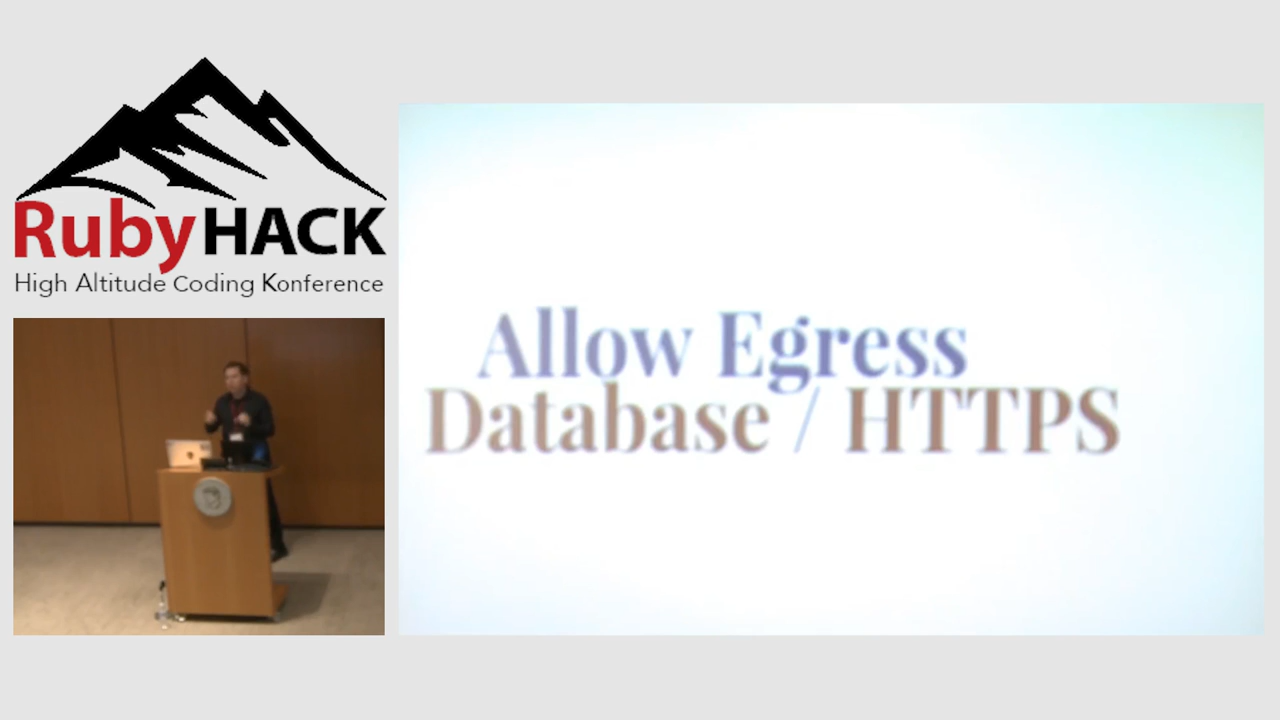 RubyHACK
High Altitude Coding Konference
Allow Egress
Database / HTTPS